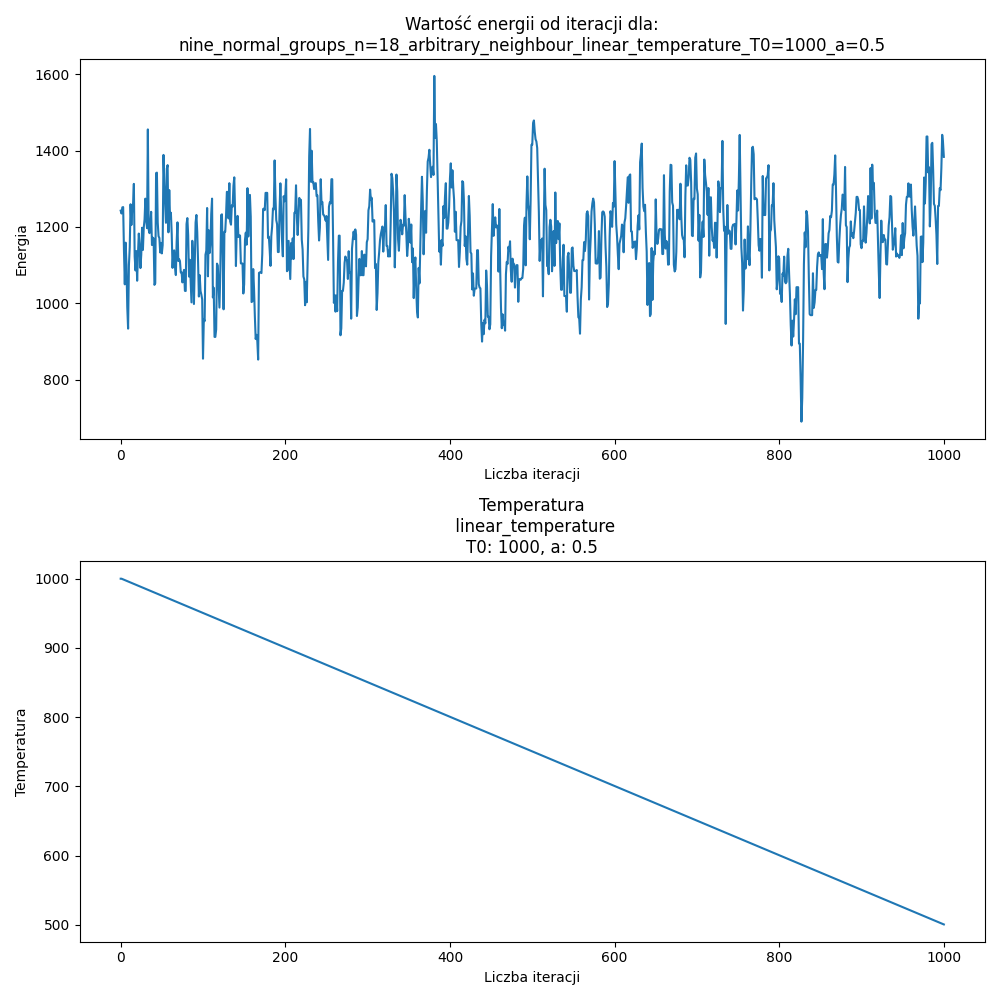 Wartość energii od iteracji dla:
nine_normal_groups_n=18_arbitrary_neighbour_linear_temperature_T0=1000_a=0.5
1600
1400
1200
1000
800
Energia
0 200 400 600 800 1000
Liczba iteracji
Temperatura
linear_temperature
T0: 1000, a: 0.5
1000
900
800
700
600
500
Temperatura
0 200 400 600 800 1000
Liczba iteracji